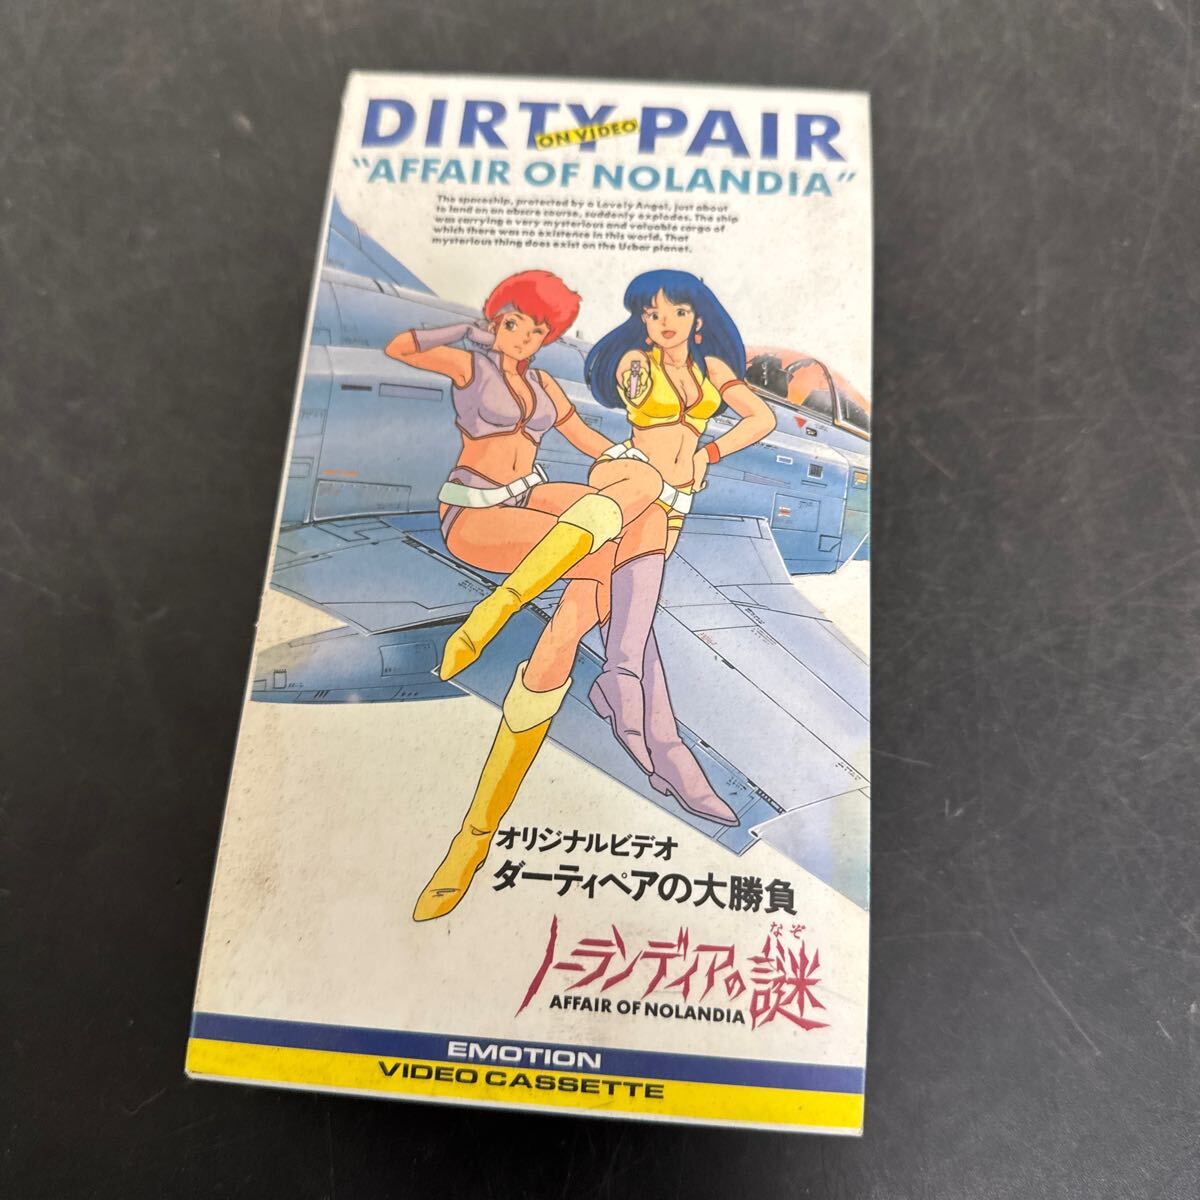 DIRTY PAIR
ON VIDEO
"AFFAIR OF NOLANDIA"
The spaceship, protected by a Lovely Angel, just about
to land on an abscre course, suddenly explodes. The ship
was carrying a very mysterious and valuable cargo of
which there was no existence in this world. That
mysterious thing does exist on the Ucbar planet.
オリジナルビデオ
ダーティペアの大勝負
なぞ
ノーランディアの謎
AFFAIR OF NOLANDIA
EMOTION
VIDEO CASSETTE